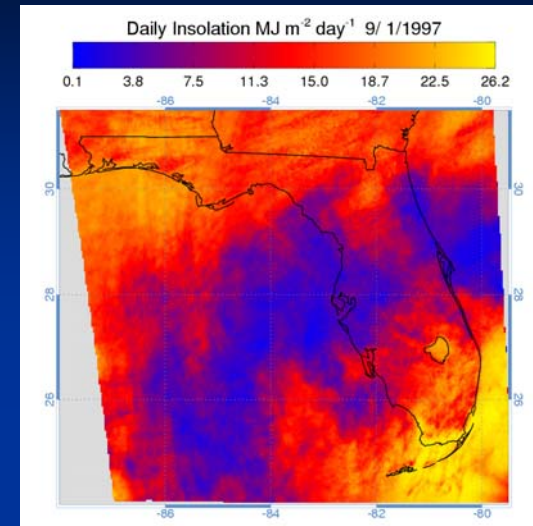 Daily Insolation MJ m⁻² day⁻¹ 9/ 1/1997
0.1 3.8 7.5 11.3 15.0 18.7 22.5 26.2
-86 -84 -82 -80
30 30
28 28
26 26
-86 -84 -82 -80